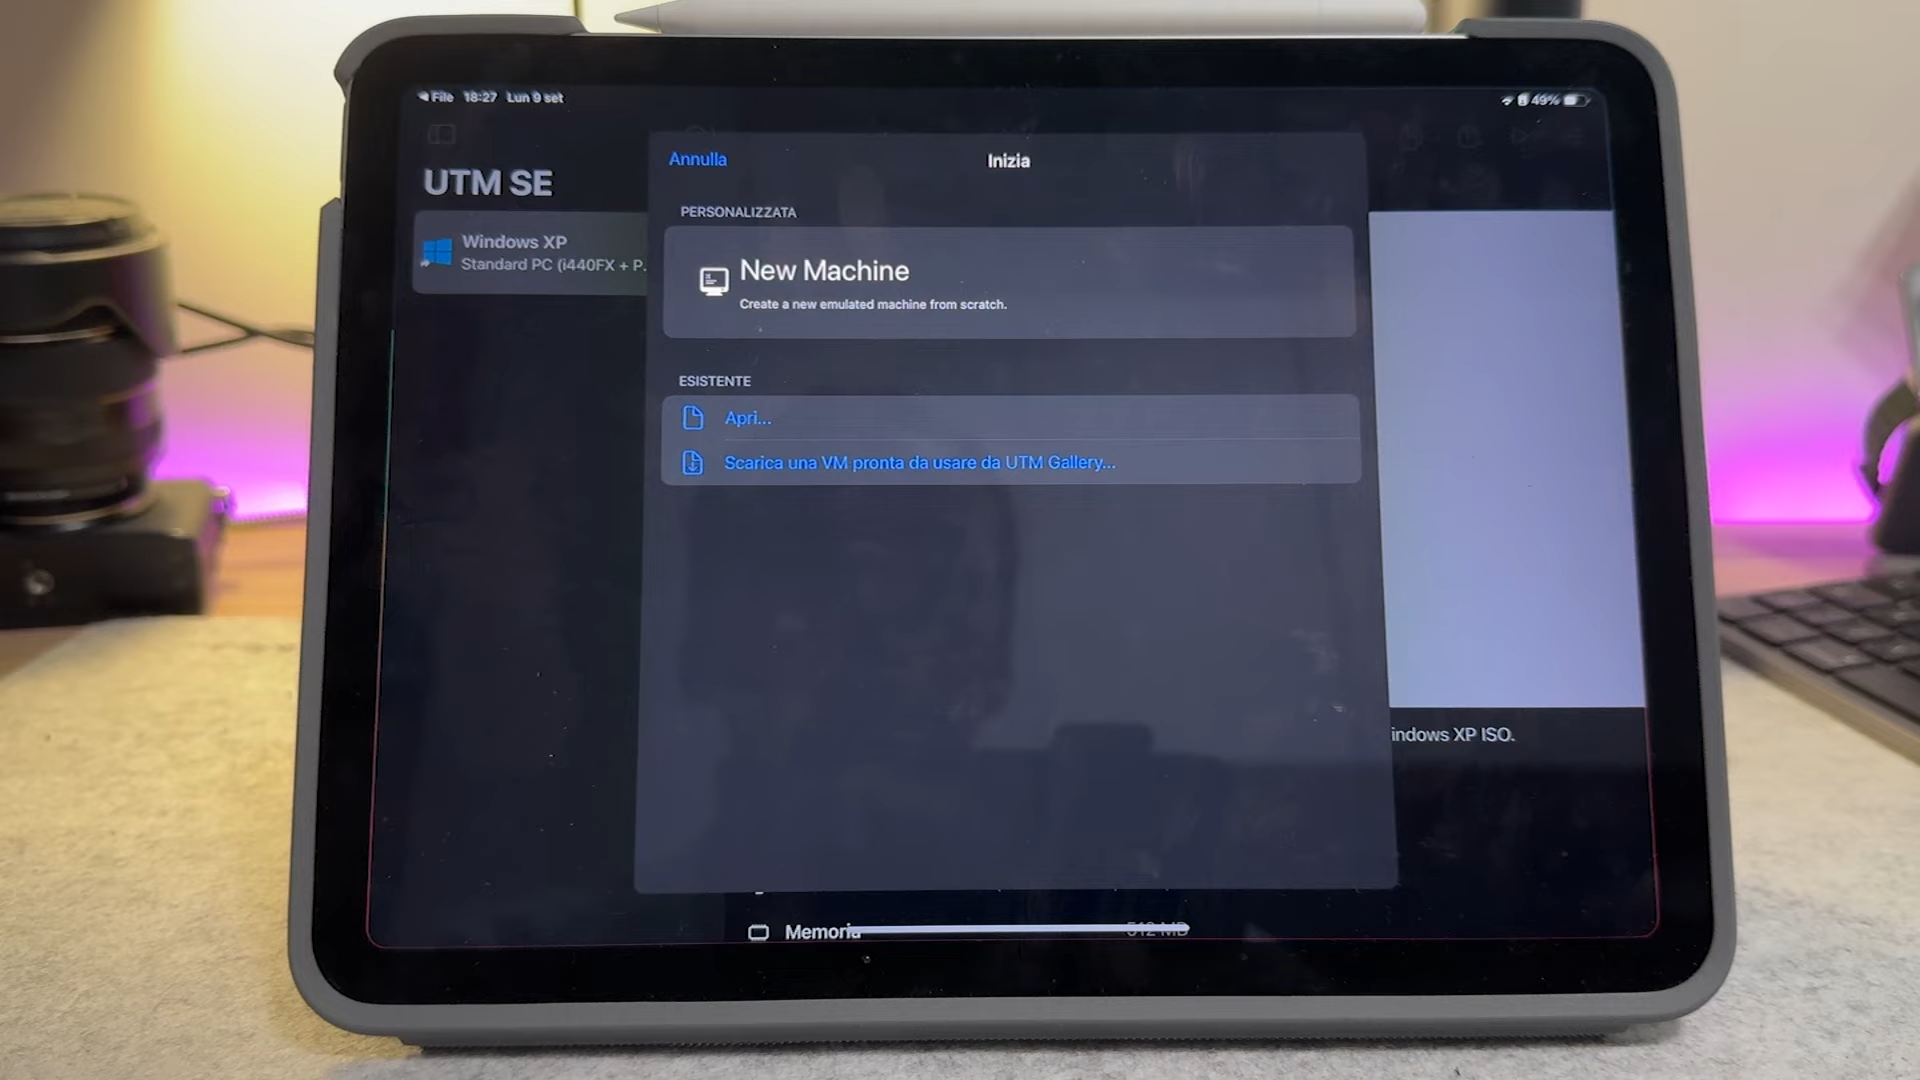 File 18:27 Lun 9 set
49%
UTM SE
Windows XP
Standard PC (i440FX + P.
Annulla
Inizia
PERSONALIZZATA
New Machine
Create a new emulated machine from scratch.
ESISTENTE
Apri...
Scarica una VM pronta da usare da UTM Gallery...
indows XP ISO.
Memoria
512 MB